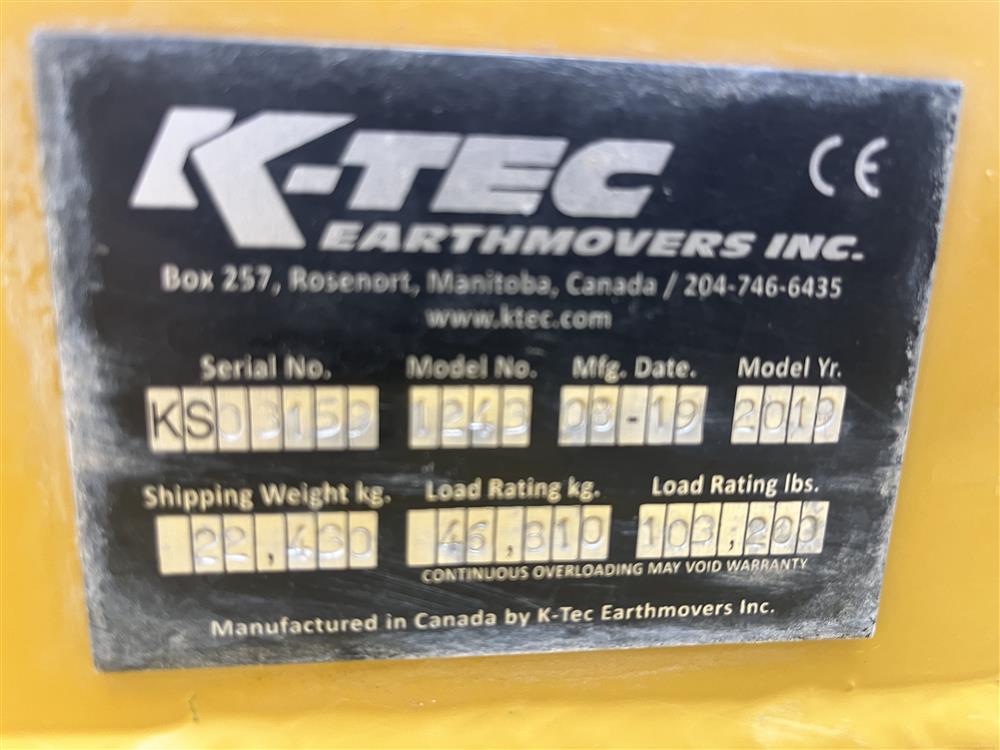 K-TEC
EARTHMOVERS INC.
CE
Box 257, Rosenort, Manitoba, Canada / 204-746-6435
www.ktec.com
Serial No. Model No. Mfg. Date. Model Yr.
KS03159 1243 08-19 2019
Shipping Weight kg. Load Rating kg. Load Rating lbs.
22,430 46,810 103,200
CONTINUOUS OVERLOADING MAY VOID WARRANTY
Manufactured in Canada by K-Tec Earthmovers Inc.